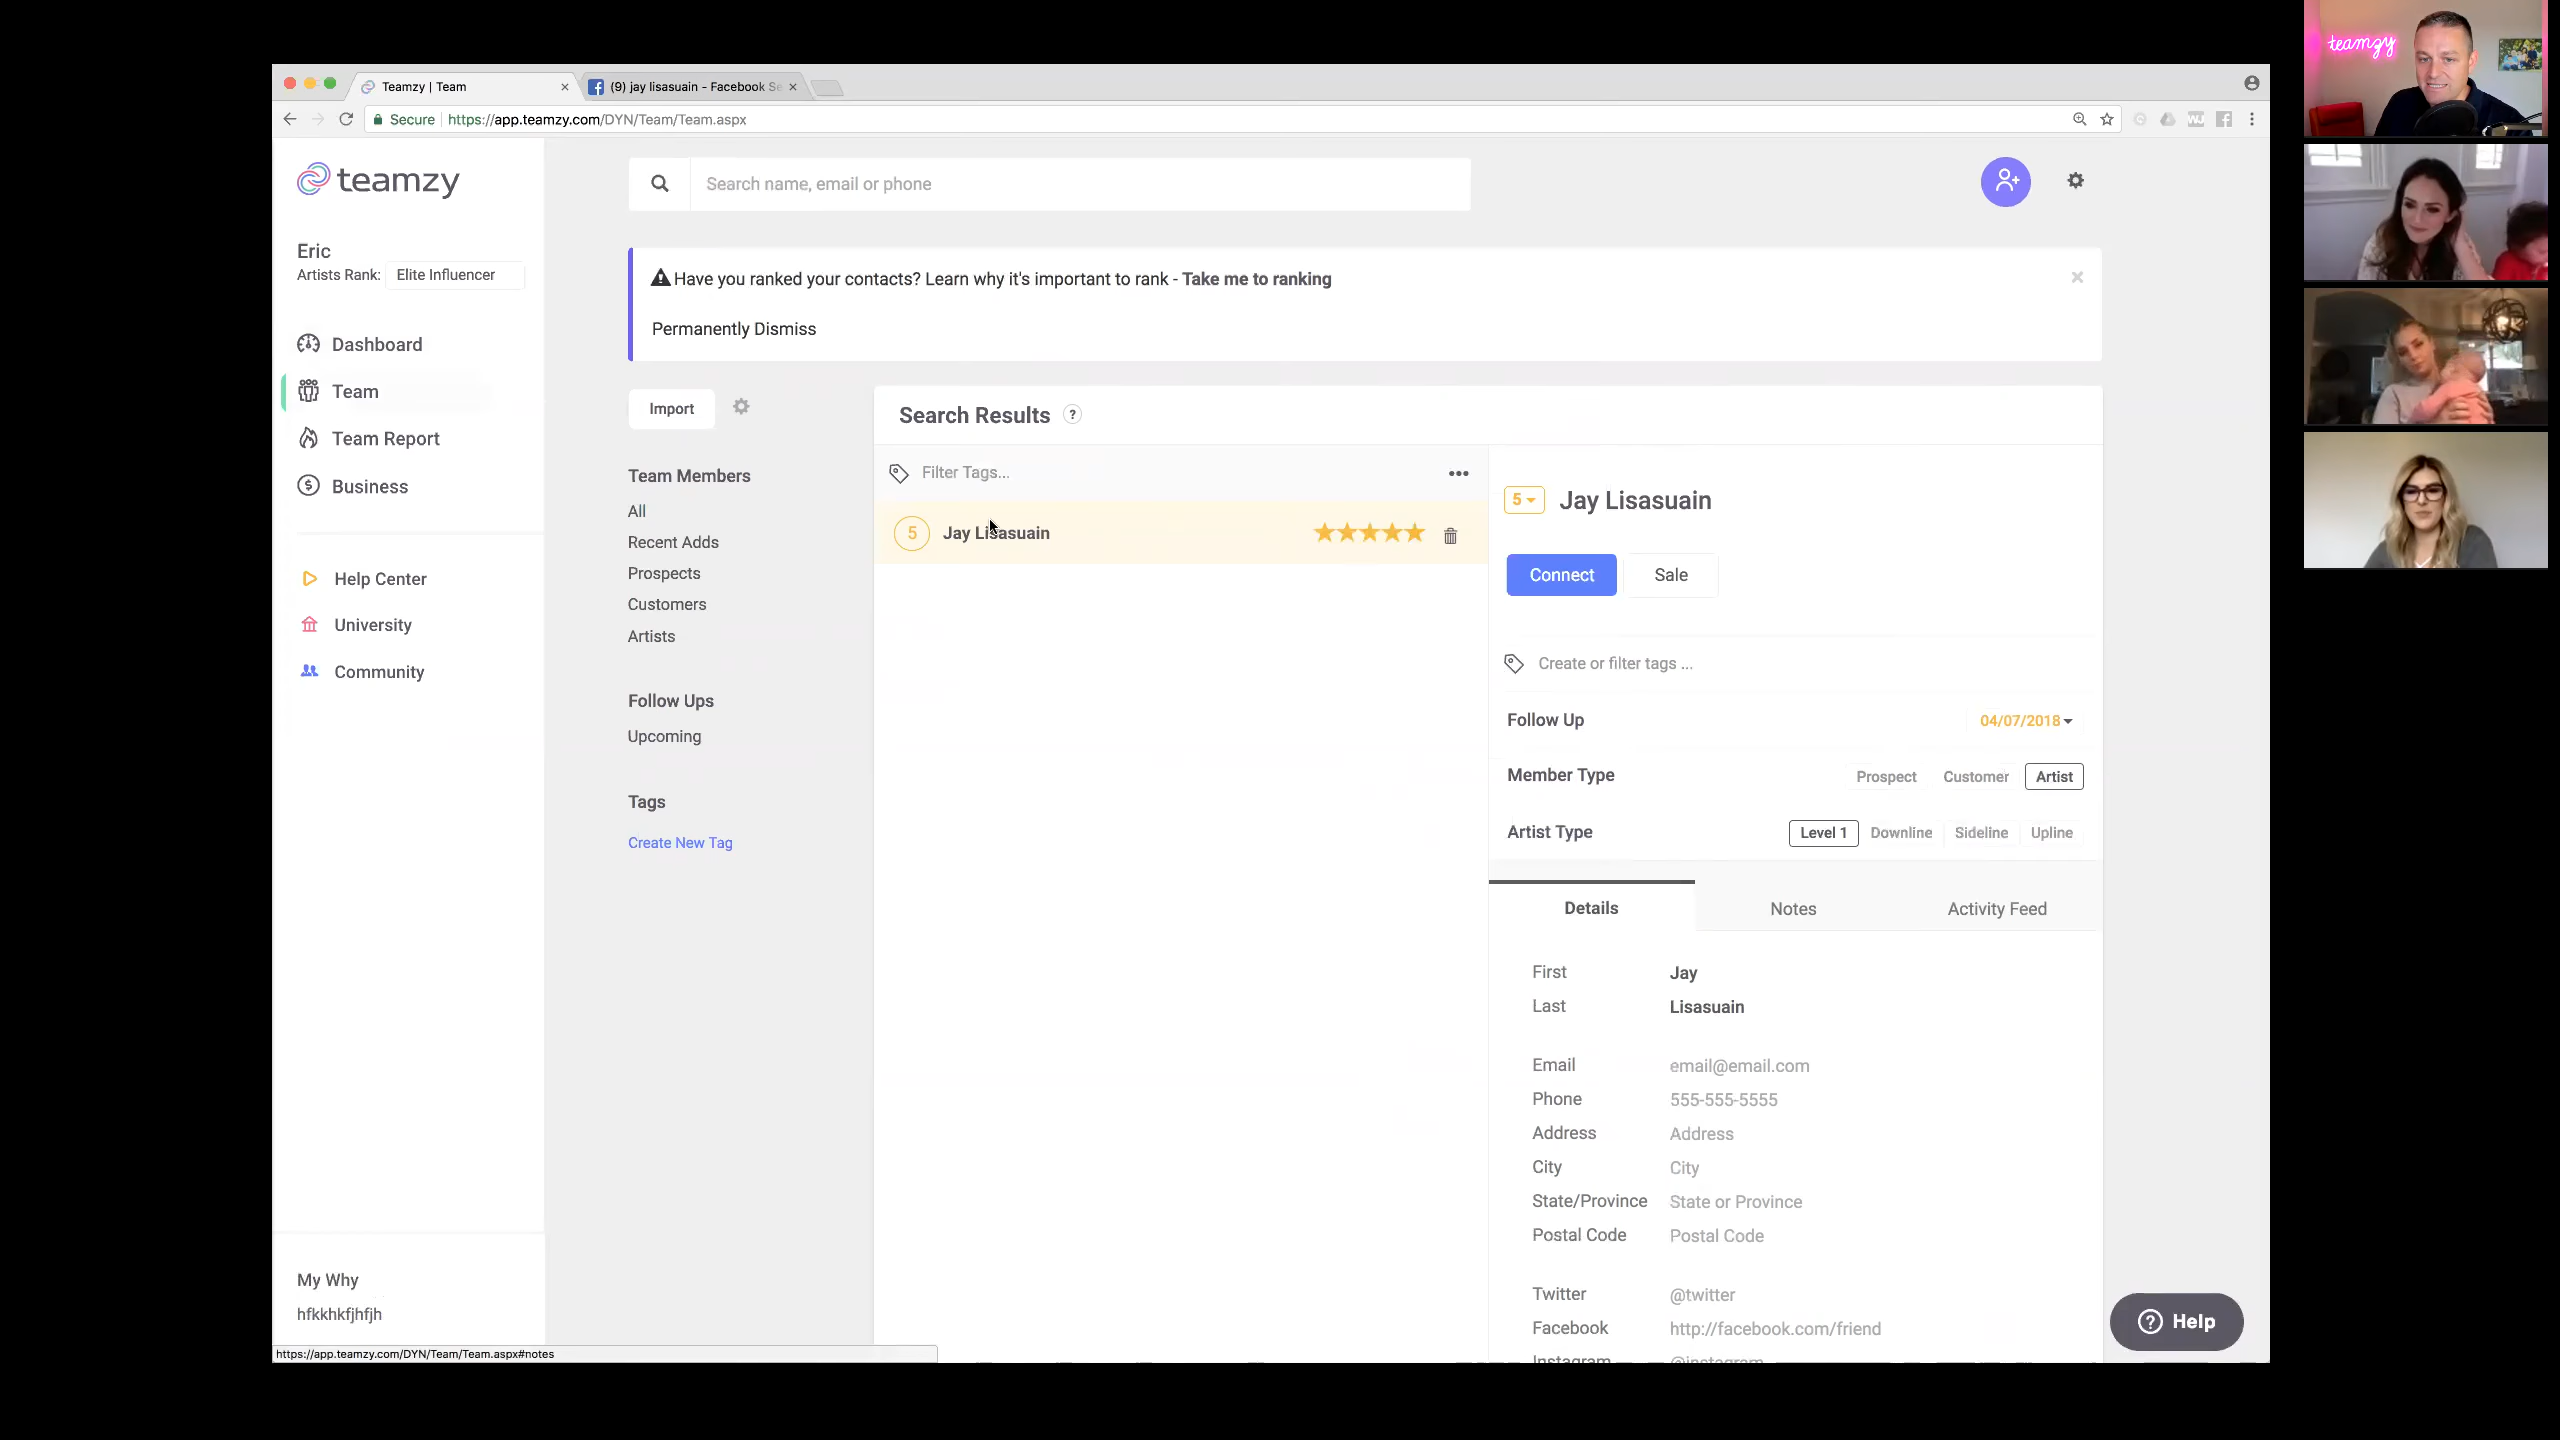 Teamzy | Team
(9) jay lisasuain - Facebook Se
Secure
https://app.teamzy.com/DYN/Team/Team.aspx
teamzy
Search name, email or phone
Eric
Artists Rank: Elite Influencer
Have you ranked your contacts? Learn why it's important to rank - Take me to ranking
Permanently Dismiss
Dashboard
Team
Team Report
Business
Help Center
University
Community
My Why
hfkkhkfjhfjh
https://app.teamzy.com/DYN/Team/Team.aspx#notes
Import
Team Members
All
Recent Adds
Prospects
Customers
Artists
Follow Ups
Upcoming
Tags
Create New Tag
Search Results ?
Filter Tags...
5 Jay Lisasuain
5 Jay Lisasuain
Connect Sale
Create or filter tags ...
Follow Up 04/07/2018
Member Type Prospect Customer Artist
Artist Type Level 1 Downline Sideline Upline
Details Notes Activity Feed
First Jay
Last Lisasuain
Email email@email.com
Phone 555-555-5555
Address Address
City City
State/Province State or Province
Postal Code Postal Code
Twitter @twitter
Facebook http://facebook.com/friend
Instagram @instagram
? Help
teamzy